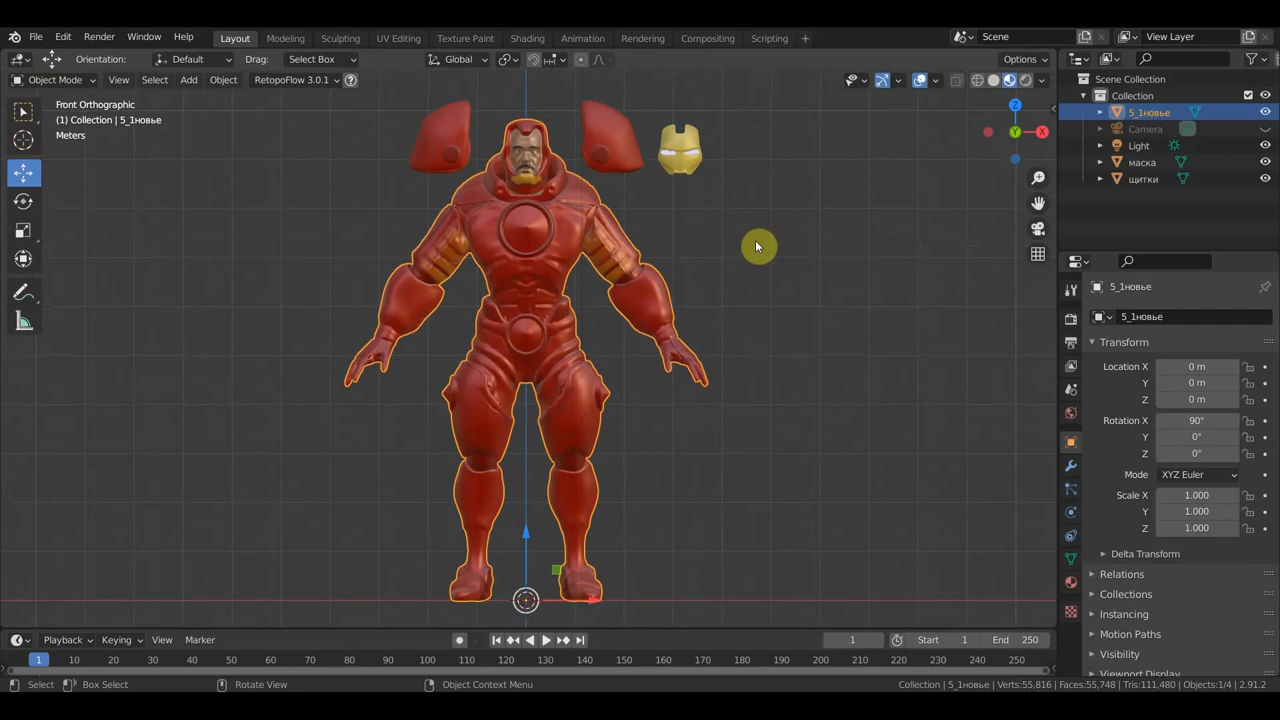 File Edit Render Window Help Layout Modeling Sculpting UV Editing Texture Paint Shading Animation Rendering Compositing Scripting + Scene View Layer
Orientation: Default Drag: Select Box Global Options
Object Mode View Select Add Object RetopoFlow 3.0.1 ?
Scene Collection
Collection
5_1новье
Camera
Light
маска
щитки
Front Orthographic
(1) Collection | 5_1новье
Meters
Z
Y
X
5_1новье
5_1новье
Transform
Location X 0 m
Y 0 m
Z 0 m
Rotation X 90°
Y 0°
Z 0°
Mode XYZ Euler
Scale X 1.000
Y 1.000
Z 1.000
Delta Transform
Relations
Collections
Instancing
Motion Paths
Visibility
Viewport Display
Playback Keying View Marker 1 Start 1 End 250
1 10 20 30 40 50 60 70 80 90 100 110 120 130 140 150 160 170 180 190 200 210 220 230 240 250
Select Box Select Rotate View Object Context Menu Collection | 5_1новье | Verts:55,816 | Faces:55,748 | Tris:111,480 | Objects:1/4 | 2.91.2